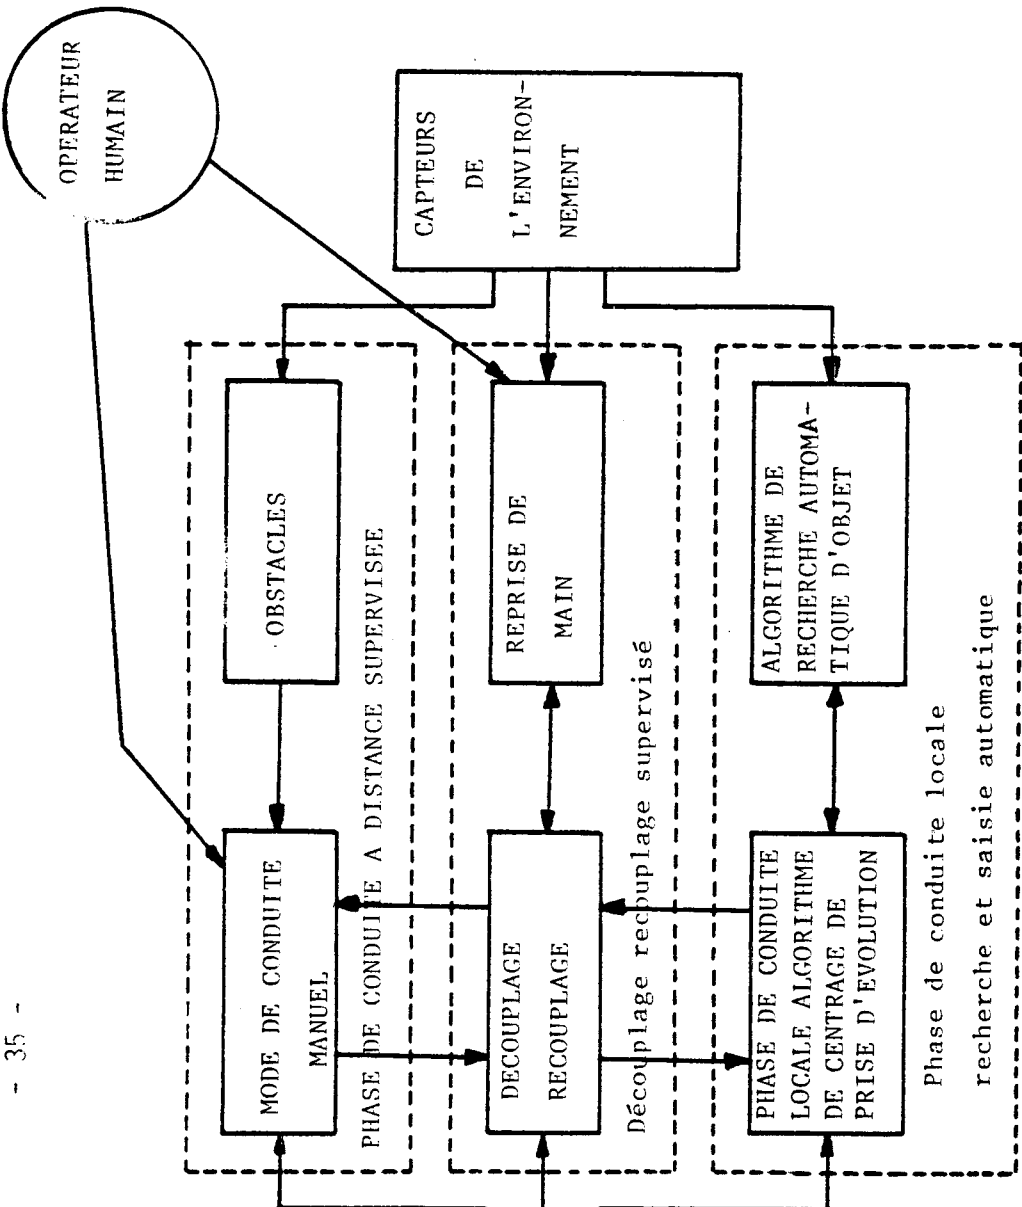 - 35 -
OPERATEUR
HUMAIN
CAPTEURS
DE
L'ENVIRON-
NEMENT
OBSTACLES
MODE DE CONDUITE
MANUEL
PHASE DE CONDUITE A DISTANCE SUPERVISEE
REPRISE DE
MAIN
DECOUPLAGE
RECOUPLAGE
Découplage recouplage supervisé
ALGORITHME DE
RECHERCHE AUTOMA-
TIQUE D'OBJET
PHASE DE CONDUITE
LOCALE ALGORITHME
DE CENTRAGE DE
PRISE D'EVOLUTION
Phase de conduite locale
recherche et saisie automatique